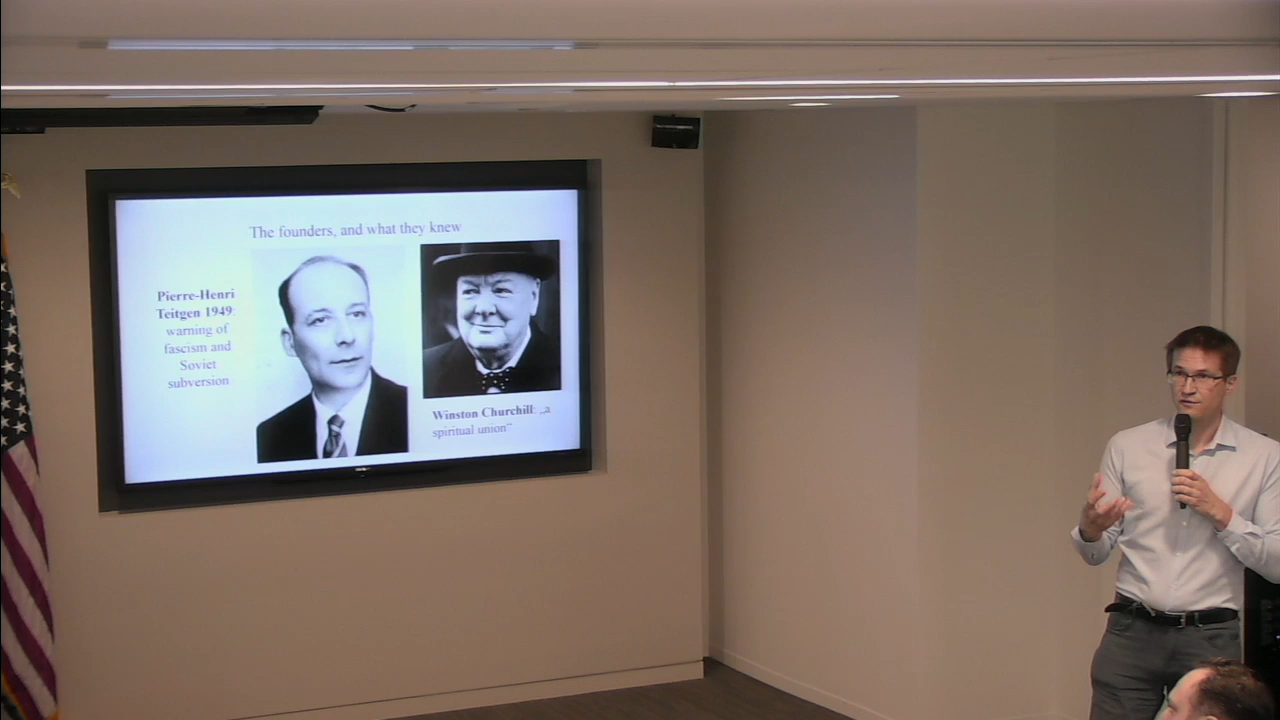 The founders, and what they knew
Pierre-Henri
Teitgen 1949:
warning of
fascism and
Soviet
subversion
Winston Churchill: „a
spiritual union”